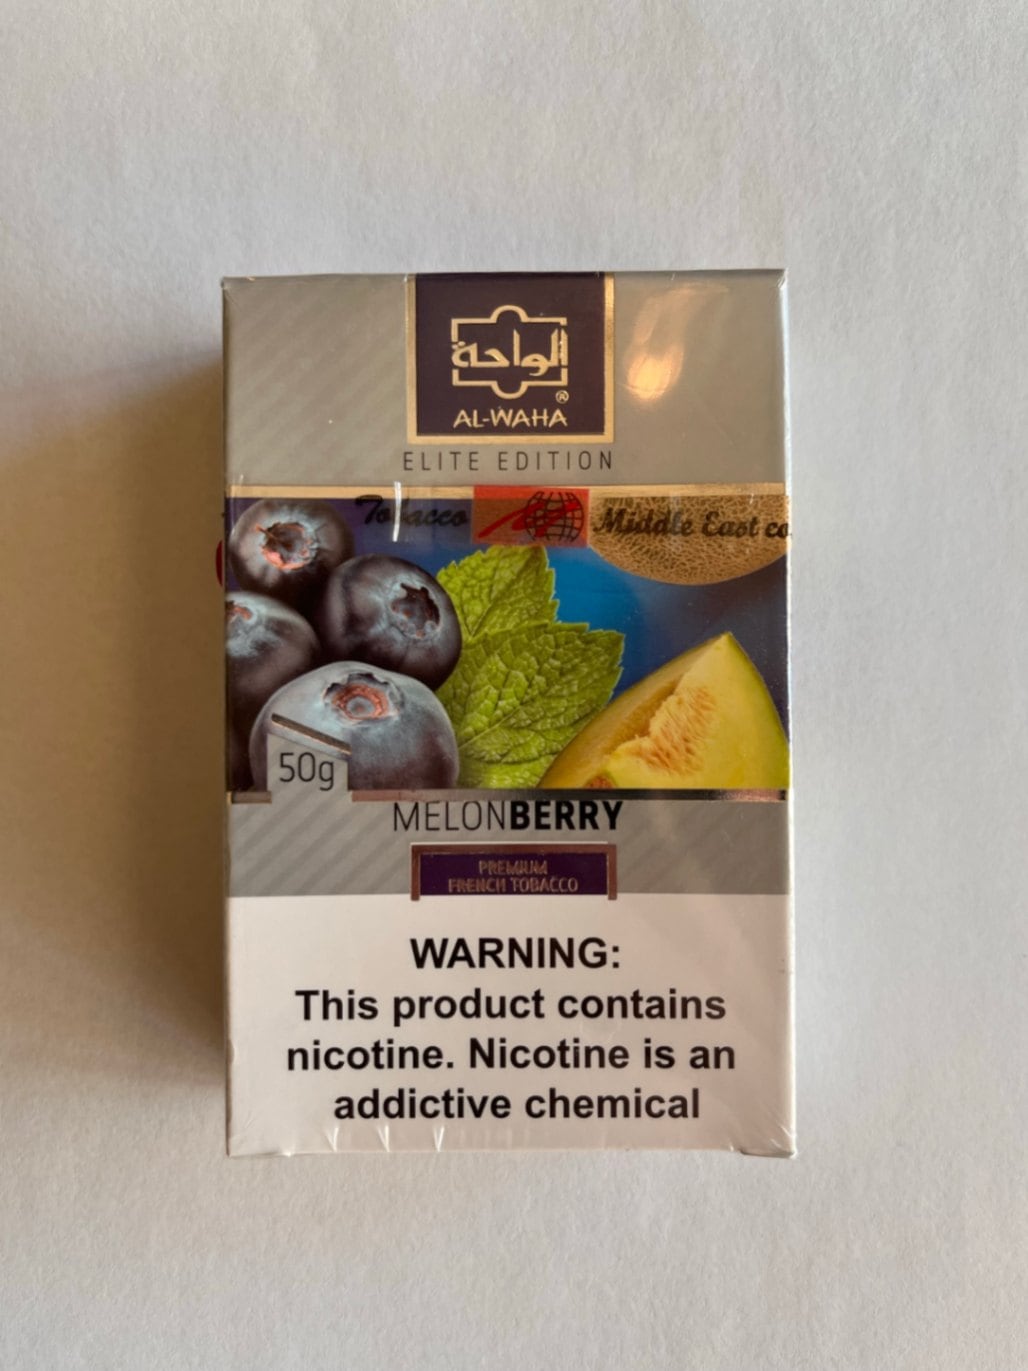 الواحة
®
AL-WAHA
ELITE EDITION
Tobacco Middle East co
50g
MELONBERRY
PREMIUM
FRENCH TOBACCO
WARNING:
This product contains
nicotine. Nicotine is an
addictive chemical